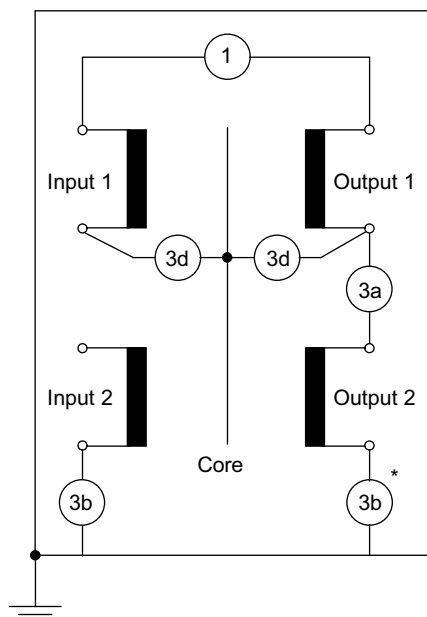 1
Input 1
Output 1
3d
3d
3a
Input 2
Output 2
Core
*
3b
3b